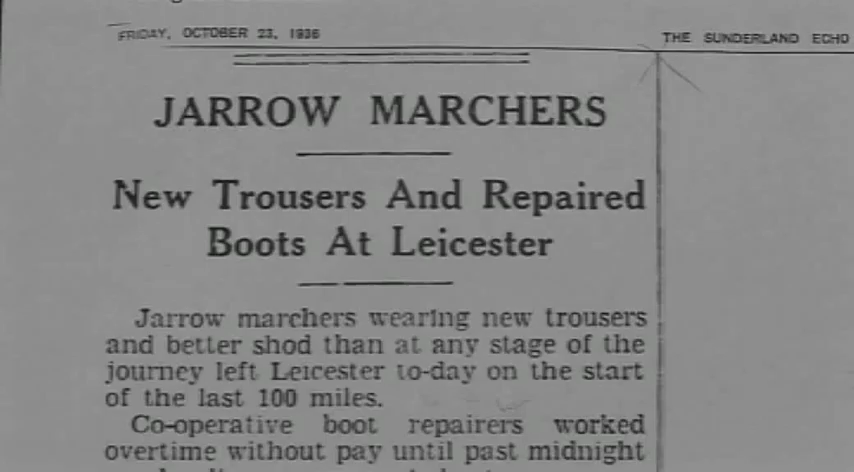 FRIDAY, OCTOBER 23, 1936
THE SUNDERLAND ECHO
JARROW MARCHERS
New Trousers And Repaired
Boots At Leicester
Jarrow marchers wearing new trousers
and better shod than at any stage of the
journey left Leicester to-day on the start
of the last 100 miles.
Co-operative boot repairers worked
overtime without pay until past midnight